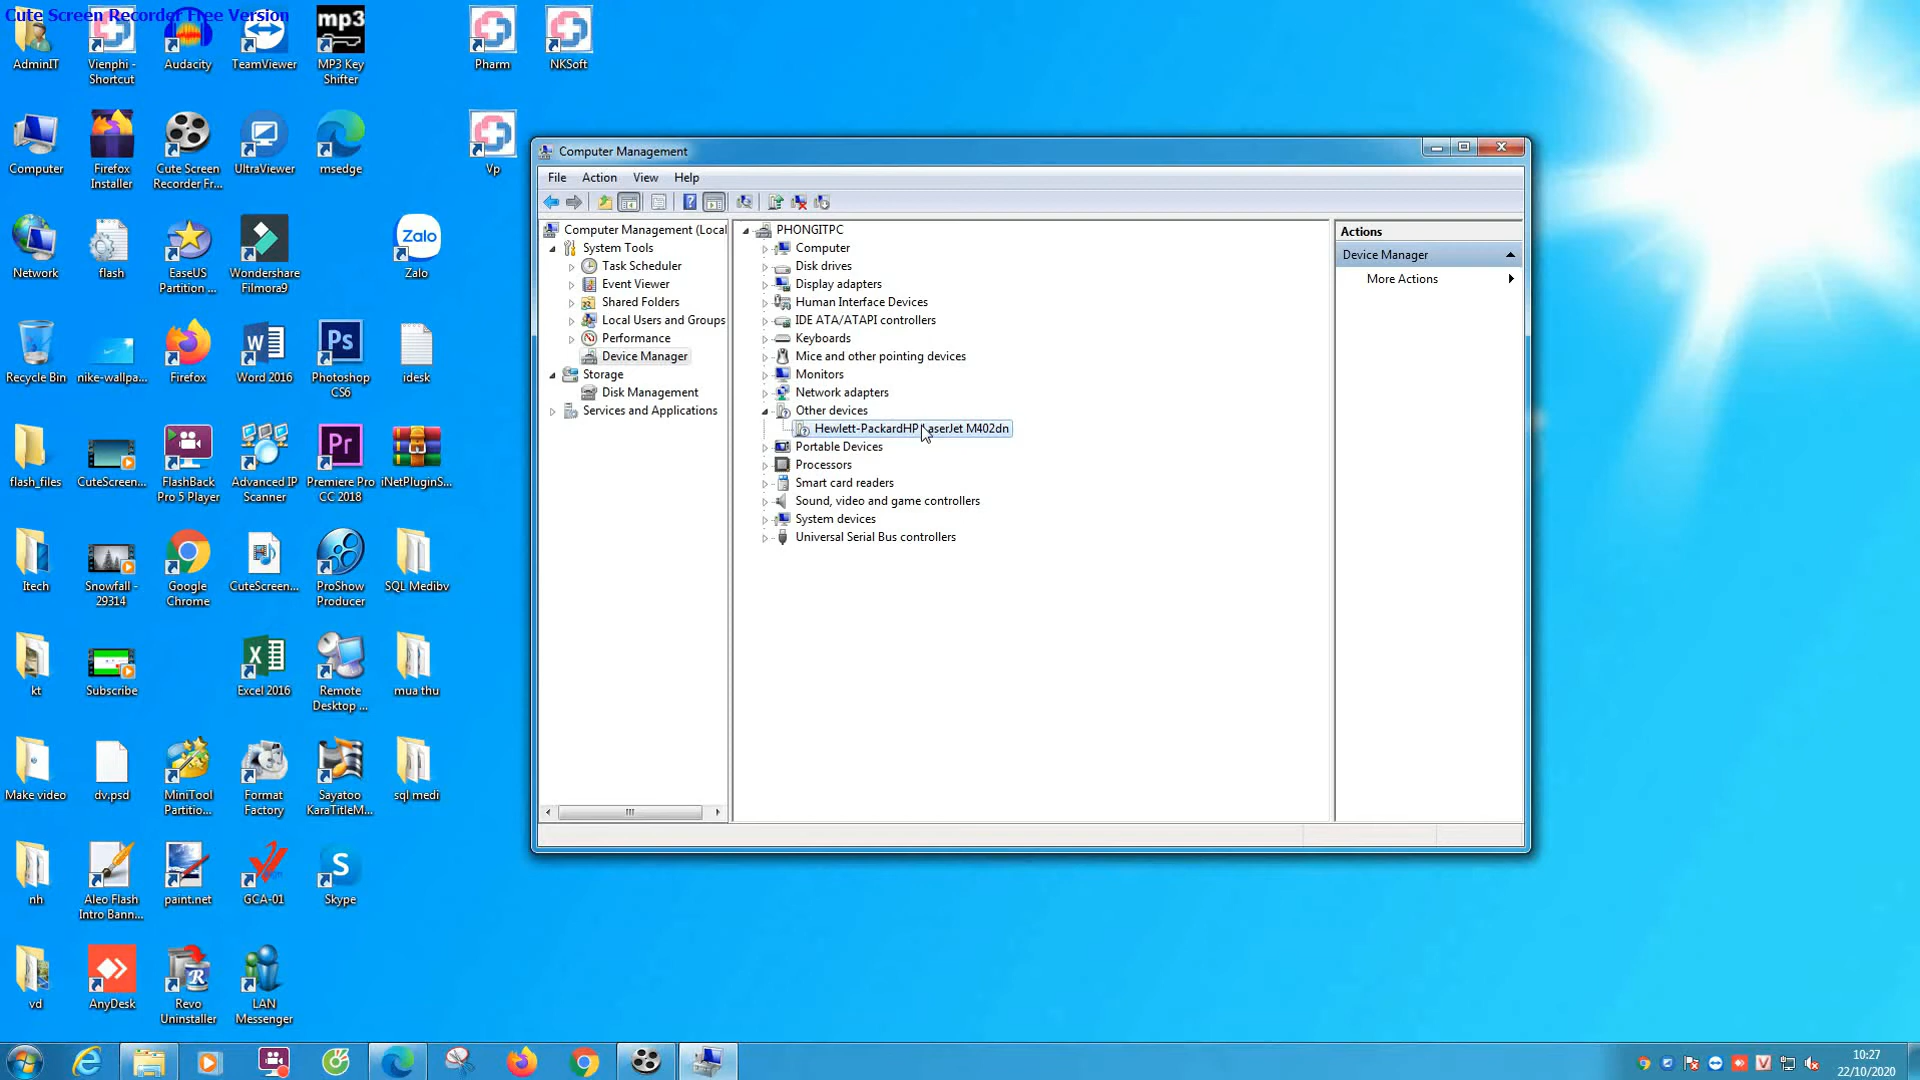 Cute Screen Recorder Free Version
AdminIT
Vienphi -
Shortcut
Audacity
TeamViewer
mp3
MP3 Key
Shifter
Pharm
NKSoft
Computer
Firefox
Installer
Cute Screen
Recorder Fr...
UltraViewer
msedge
Vp
Network
flash
EaseUS
Partition ...
Wondershare
Filmora9
Zalo
Zalo
Recycle Bin
nike-wallpa...
Firefox
Word 2016
Ps
Photoshop
CS6
idesk
flash_files
CuteScreen...
FlashBack
Pro 5 Player
Advanced IP
Scanner
Pr
Premiere Pro
CC 2018
iNetPluginS...
Itech
Snowfall -
29314
Google
Chrome
CuteScreen...
ProShow
Producer
SQL Medibv
kt
Subscribe
Excel 2016
Remote
Desktop ...
mua thu
Make video
dv.psd
MiniTool
Partitio...
Format
Factory
Sayatoo
KaraTitleM...
sql medi
nh
Aleo Flash
Intro Bann...
paint.net
GCA-01
Skype
vd
AnyDesk
Revo
Uninstaller
LAN
Messenger
Computer Management
File Action View Help
Computer Management (Local
System Tools
Task Scheduler
Event Viewer
Shared Folders
Local Users and Groups
Performance
Device Manager
Storage
Disk Management
Services and Applications
PHONGITPC
Computer
Disk drives
Display adapters
Human Interface Devices
IDE ATA/ATAPI controllers
Keyboards
Mice and other pointing devices
Monitors
Network adapters
Other devices
Hewlett-PackardHP LaserJet M402dn
Portable Devices
Processors
Smart card readers
Sound, video and game controllers
System devices
Universal Serial Bus controllers
Actions
Device Manager
More Actions
10:27
22/10/2020